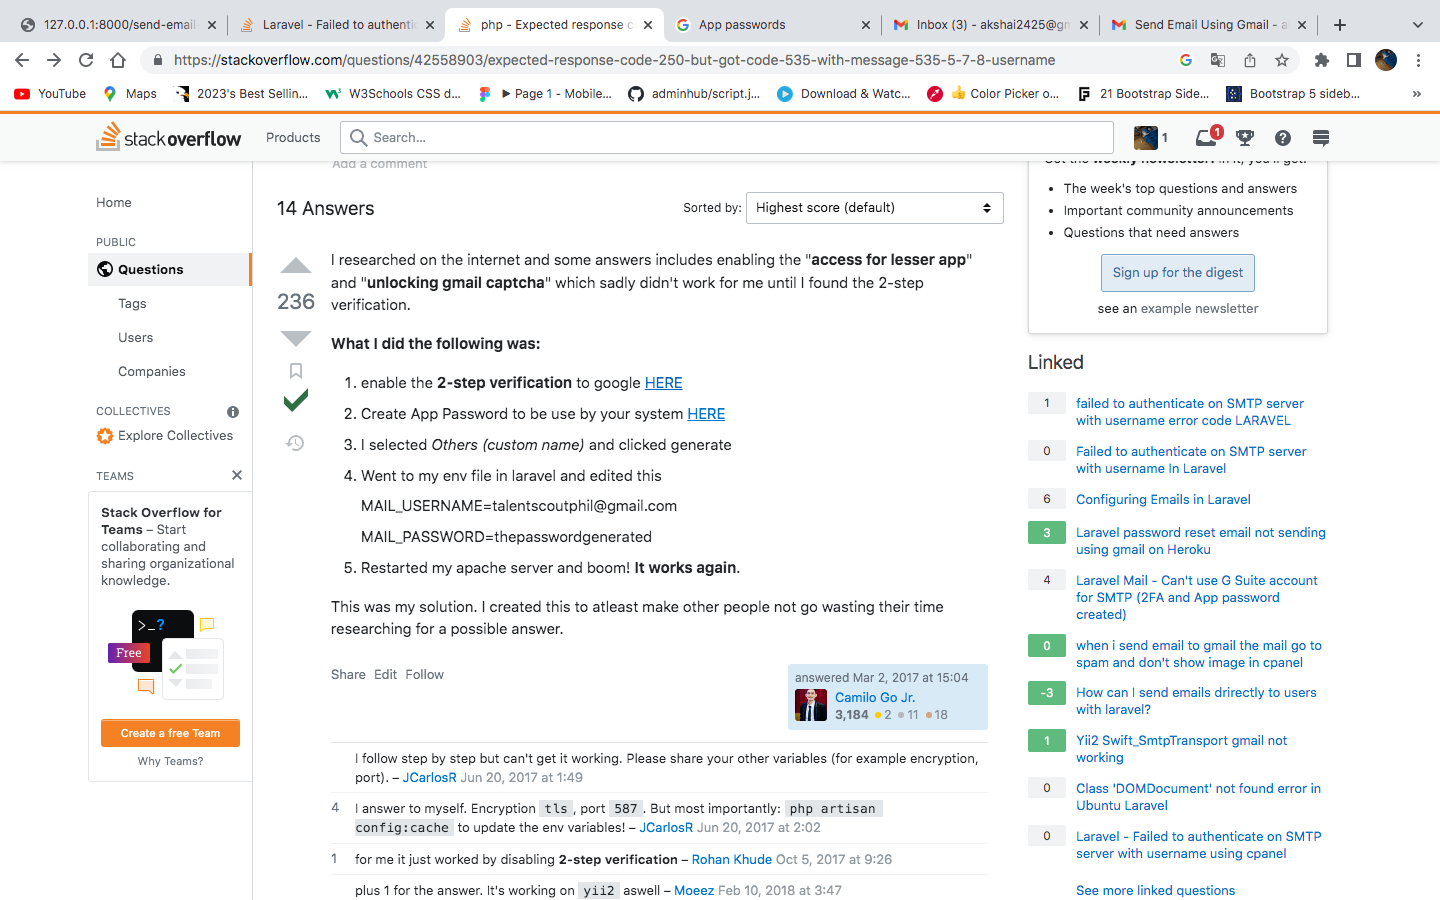 127.0.0.1:8000/send-email-
Laravel - Failed to authentic
php - Expected response c
App passwords
Inbox (3) - akshai2425@gm
Send Email Using Gmail - a
https://stackoverflow.com/questions/42558903/expected-response-code-250-but-got-code-535-with-message-535-5-7-8-username
YouTube
Maps
2023's Best Sellin...
W3Schools CSS d...
Page 1 - Mobile...
adminhub/script.j...
Download & Watc...
👍 Color Picker o...
21 Bootstrap Side...
Bootstrap 5 sideb...
»
stackoverflow
Products
Search...
1
1
Home
PUBLIC
Questions
Tags
Users
Companies
COLLECTIVES
Explore Collectives
TEAMS
Stack Overflow for
Teams – Start
collaborating and
sharing organizational
knowledge.
>_?
Free
Create a free Team
Why Teams?
Add a comment
14 Answers
Sorted by:
Highest score (default)
236
I researched on the internet and some answers includes enabling the "access for lesser app"
and "unlocking gmail captcha" which sadly didn't work for me until I found the 2-step
verification.
What I did the following was:
1. enable the 2-step verification to google HERE
2. Create App Password to be use by your system HERE
3. I selected Others (custom name) and clicked generate
4. Went to my env file in laravel and edited this
MAIL_USERNAME=talentscoutphil@gmail.com
MAIL_PASSWORD=thepasswordgenerated
5. Restarted my apache server and boom! It works again.
This was my solution. I created this to atleast make other people not go wasting their time
researching for a possible answer.
Share Edit Follow
answered Mar 2, 2017 at 15:04
Camilo Go Jr.
3,184 ●2 ●11 ●18
I follow step by step but can't get it working. Please share your other variables (for example encryption,
port). – JCarlosR Jun 20, 2017 at 1:49
4 I answer to myself. Encryption tls , port 587 . But most importantly: php artisan
config:cache to update the env variables! – JCarlosR Jun 20, 2017 at 2:02
1 for me it just worked by disabling 2-step verification – Rohan Khude Oct 5, 2017 at 9:26
plus 1 for the answer. It's working on yii2 aswell – Moeez Feb 10, 2018 at 3:47
Get the weekly newsletter! In it, you'll get:
• The week's top questions and answers
• Important community announcements
• Questions that need answers
Sign up for the digest
see an example newsletter
Linked
1 failed to authenticate on SMTP server
with username error code LARAVEL
0 Failed to authenticate on SMTP server
with username In Laravel
6 Configuring Emails in Laravel
3 Laravel password reset email not sending
using gmail on Heroku
4 Laravel Mail - Can't use G Suite account
for SMTP (2FA and App password
created)
0 when i send email to gmail the mail go to
spam and don't show image in cpanel
-3 How can I send emails drirectly to users
with laravel?
1 Yii2 Swift_SmtpTransport gmail not
working
0 Class 'DOMDocument' not found error in
Ubuntu Laravel
0 Laravel - Failed to authenticate on SMTP
server with username using cpanel
See more linked questions